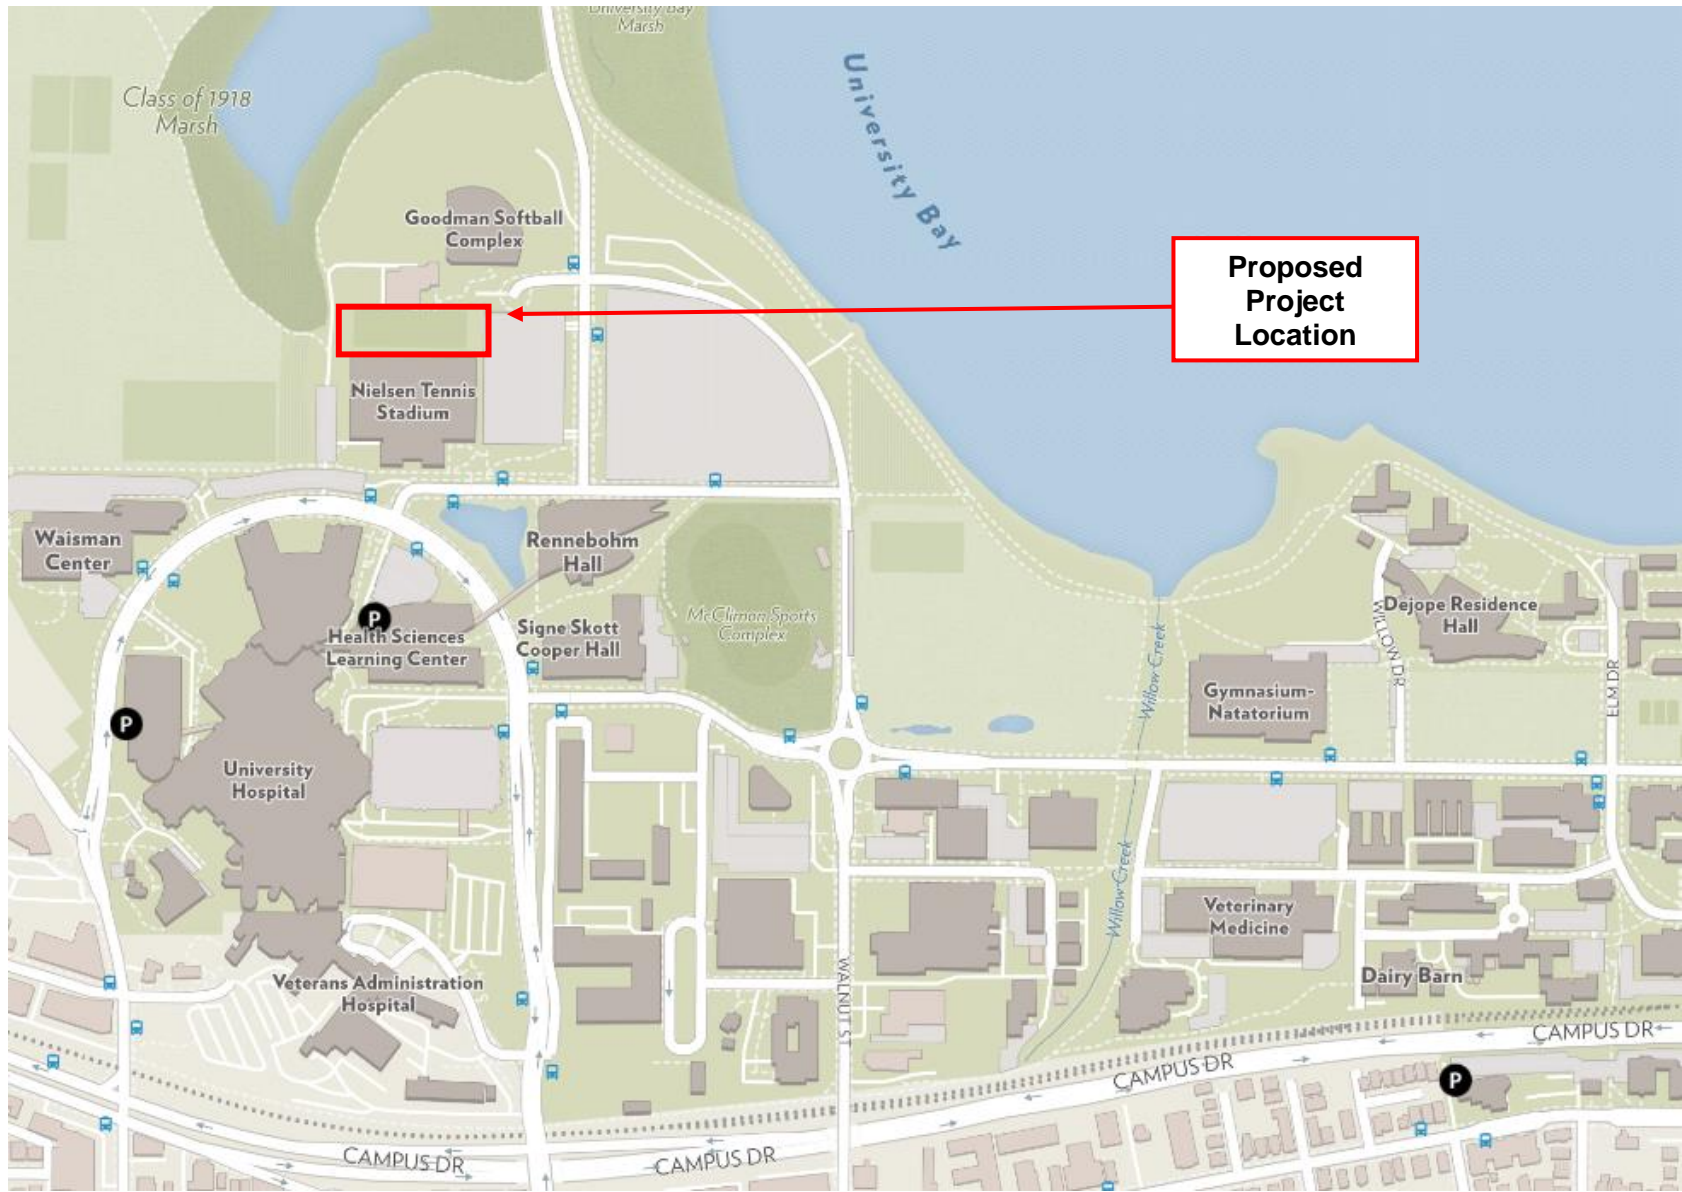 University Bay
Marsh
Class of 1918
Marsh
University Bay
Goodman Softball
Complex
Proposed
Project
Location
Nielsen Tennis
Stadium
Waisman
Center
Rennebohm
Hall
P
Health Sciences
Learning Center
Signe Skott
Cooper Hall
McClimon Sports
Complex
Dejope Residence
Hall
WILLOW DR
ELM DR
Willow Creek
Gymnasium-
Natatorium
P
University
Hospital
Willow Creek
Veterinary
Medicine
Veterans Administration
Hospital
WALNUT ST
Dairy Barn
CAMPUS DR
CAMPUS DR
P
CAMPUS DR
CAMPUS DR